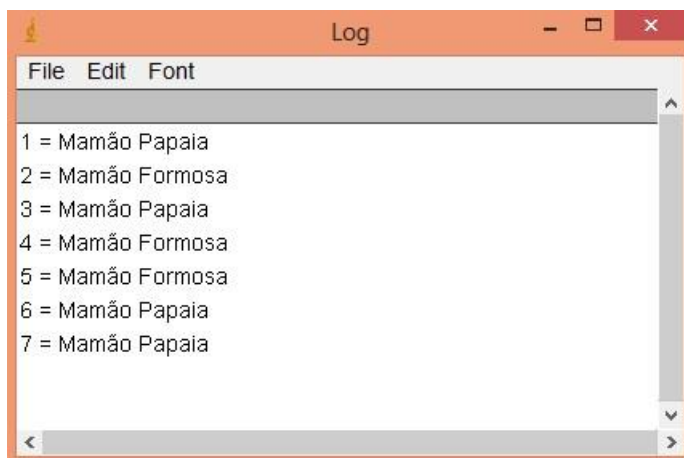 Log
File Edit Font
1 = Mamão Papaia
2 = Mamão Formosa
3 = Mamão Papaia
4 = Mamão Formosa
5 = Mamão Formosa
6 = Mamão Papaia
7 = Mamão Papaia